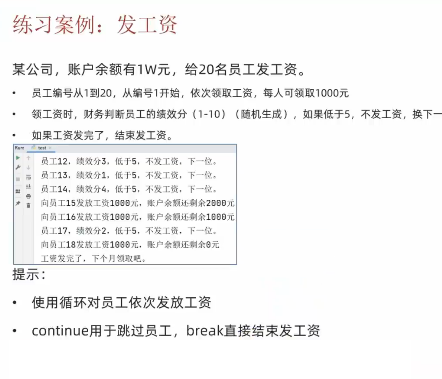 练习案例：发工资
某公司，账户余额有1W元，给20名员工发工资。
• 员工编号从1到20，从编号1开始，依次领取工资，每人可领取1000元
• 领工资时，财务判断员工的绩效分（1-10）（随机生成），如果低于5，不发工资，换下一
• 如果工资发完了，结束发工资。
Run: test
员工12，绩效分3，低于5，不发工资，下一位。
员工13，绩效分1，低于5，不发工资，下一位。
员工14，绩效分4，低于5，不发工资，下一位。
向员工15发放工资1000元，账户余额还剩余2000元
向员工16发放工资1000元，账户余额还剩余1000元
员工17，绩效分2，低于5，不发工资，下一位。
向员工18发放工资1000元，账户余额还剩余0元
工资发完了，下个月领取吧。
提示：
• 使用循环对员工依次发放工资
• continue用于跳过员工，break直接结束发工资